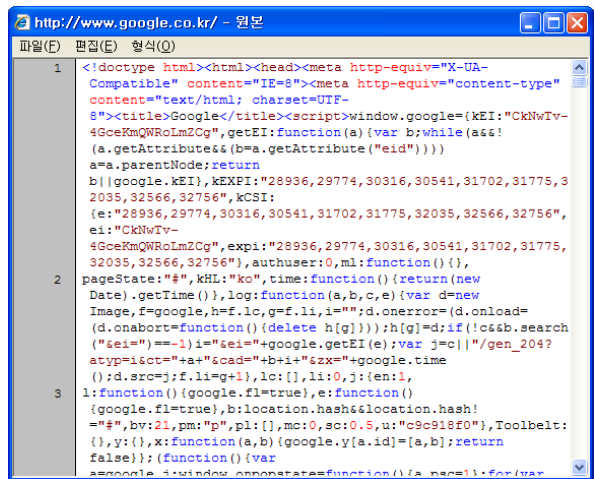 http://www.google.co.kr/ - 원본
파일(F) 편집(E) 형식(O)
1 <!doctype html><html><head><meta http-equiv="X-UA-
Compatible" content="IE=8"><meta http-equiv="content-type"
content="text/html; charset=UTF-
8"><title>Google</title><script>window.google={kEI:"CkNwTv-
4GceKmQWRoLmZCg",getEI:function(a){var b;while(a&&!
(a.getAttribute&&(b=a.getAttribute("eid"))))
a=a.parentNode;return
b||google.kEI},kEXPI:"28936,29774,30316,30541,31702,31775,3
2035,32566,32756",kCSI:
{e:"28936,29774,30316,30541,31702,31775,32035,32566,32756",
ei:"CkNwTv-
4GceKmQWRoLmZCg",expi:"28936,29774,30316,30541,31702,31775,
32035,32566,32756"},authuser:0,ml:function(){},
2 pageState:"#",kHL:"ko",time:function(){return(new
Date).getTime()},log:function(a,b,c,e){var d=new
Image,f=google,h=f.lc,g=f.li,i="";d.onerror=(d.onload=
(d.onabort=function(){delete h[g]}));h[g]=d;if(!c&&b.search
("&ei=")==-1)i="&ei="+google.getEI(e);var j=c||"/gen_204?
atyp=i&ct="+a+"&cad="+b+i+"&zx="+google.time
();d.src=j;f.li=g+1},lc:[],li:0,j:{en:1,
3 l:function(){google.fl=true},e:function()
{google.fl=true},b:location.hash&&location.hash!
="#",bv:21,pm:"p",pl:[],mc:0,sc:0.5,u:"c9c918f0"},Toolbelt:
{},y:{},x:function(a,b){google.y[a.id]=[a,b];return
false}};(function(){var
a=google.j;window.onpopstate=function(){a.psc=1};for(var